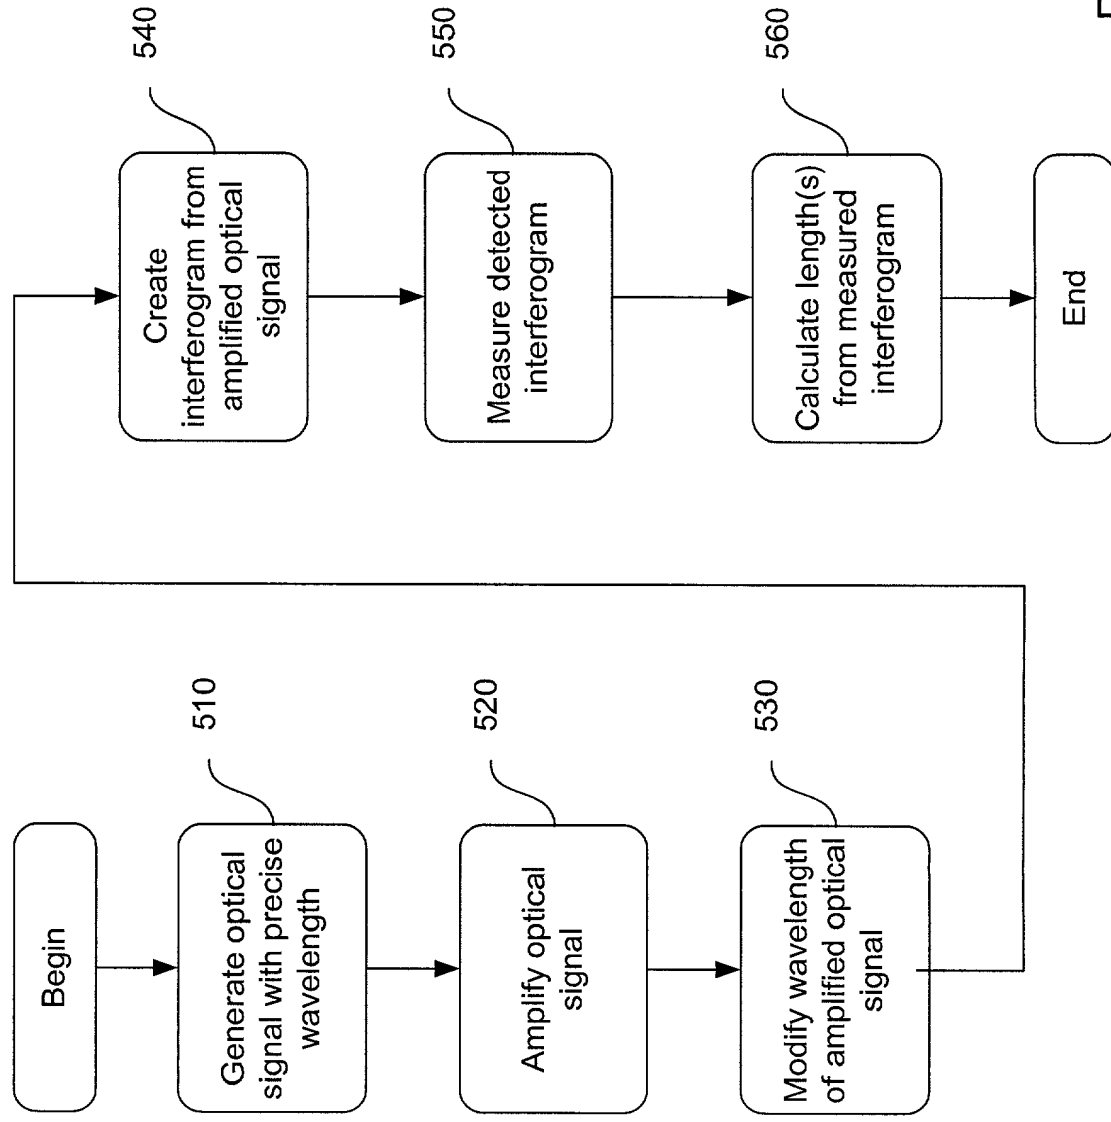 Begin
510
Generate optical
signal with precise
wavelength
520
Amplify optical
signal
530
Modify wavelength
of amplified optical
signal
540
Create
interferogram from
amplified optical
signal
550
Measure detected
interferogram
560
Calculate length(s)
from measured
interferogram
End